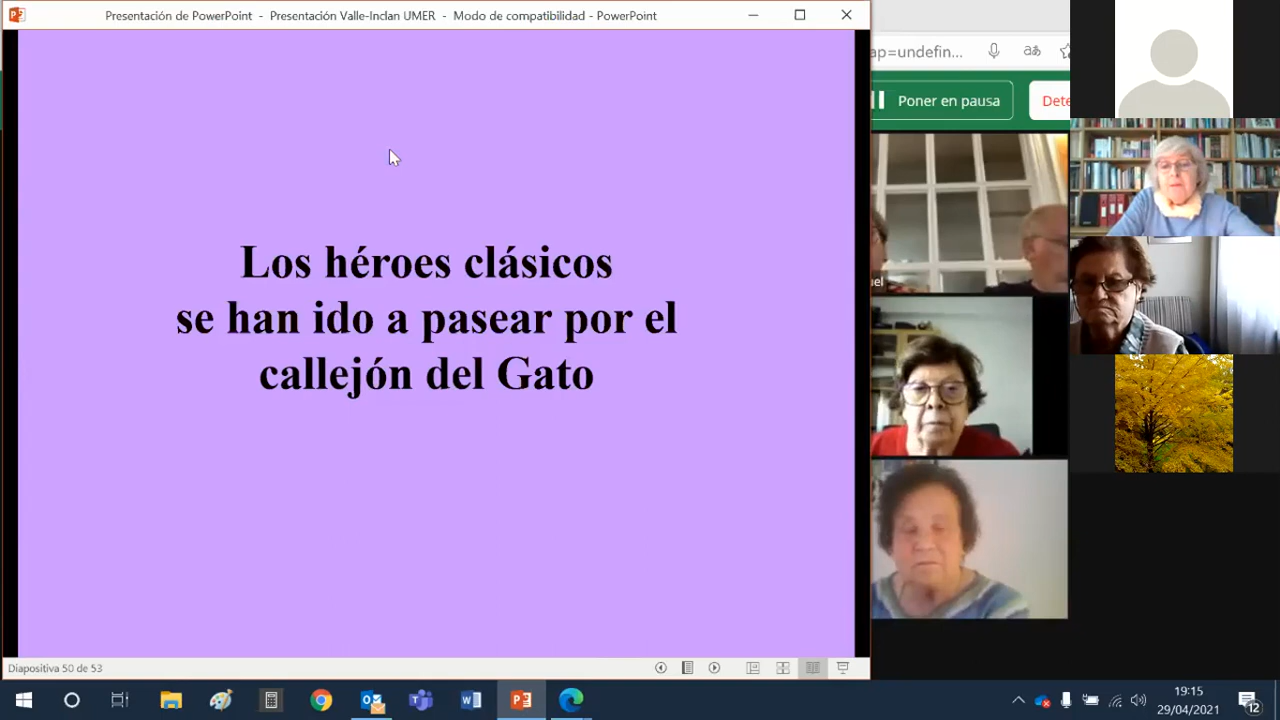 Presentación de PowerPoint - Presentación Valle-Inclan UMER - Modo de compatibilidad - PowerPoint
ap=undefin...
Poner en pausa
Dete
Los héroes clásicos
se han ido a pasear por el
callejón del Gato
uel
Diapositiva 50 de 53
19:15
29/04/2021
12